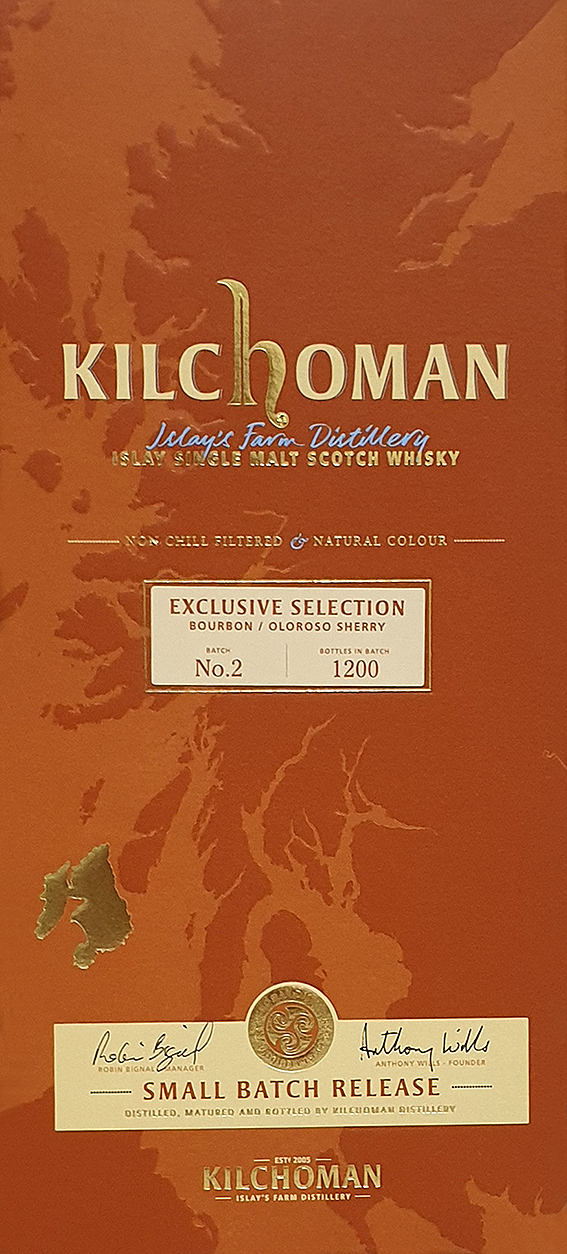 KILCHOMAN
Islay's Farm Distillery
ISLAY SINGLE MALT SCOTCH WHISKY
NON CHILL FILTERED & NATURAL COLOUR
EXCLUSIVE SELECTION
BOURBON / OLOROSO SHERRY
BATCH BOTTLES IN BATCH
No.2 1200
Robin Bignal Anthony Wills
ROBIN BIGNAL - MANAGER ANTHONY WILLS - FOUNDER
SMALL BATCH RELEASE
DISTILLED, MATURED AND BOTTLED BY KILCHOMAN DISTILLERY
ESTD 2005
KILCHOMAN
ISLAY'S FARM DISTILLERY